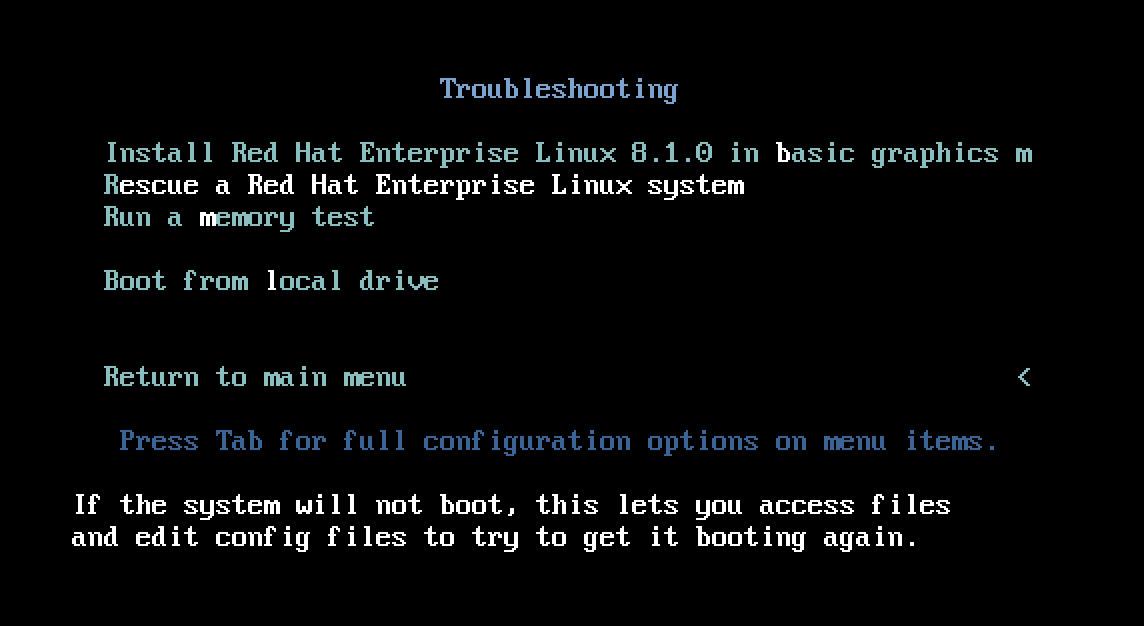 Troubleshooting
Install Red Hat Enterprise Linux 8.1.0 in basic graphics m
Rescue a Red Hat Enterprise Linux system
Run a memory test
Boot from local drive
Return to main menu <
Press Tab for full configuration options on menu items.
If the system will not boot, this lets you access files
and edit config files to try to get it booting again.